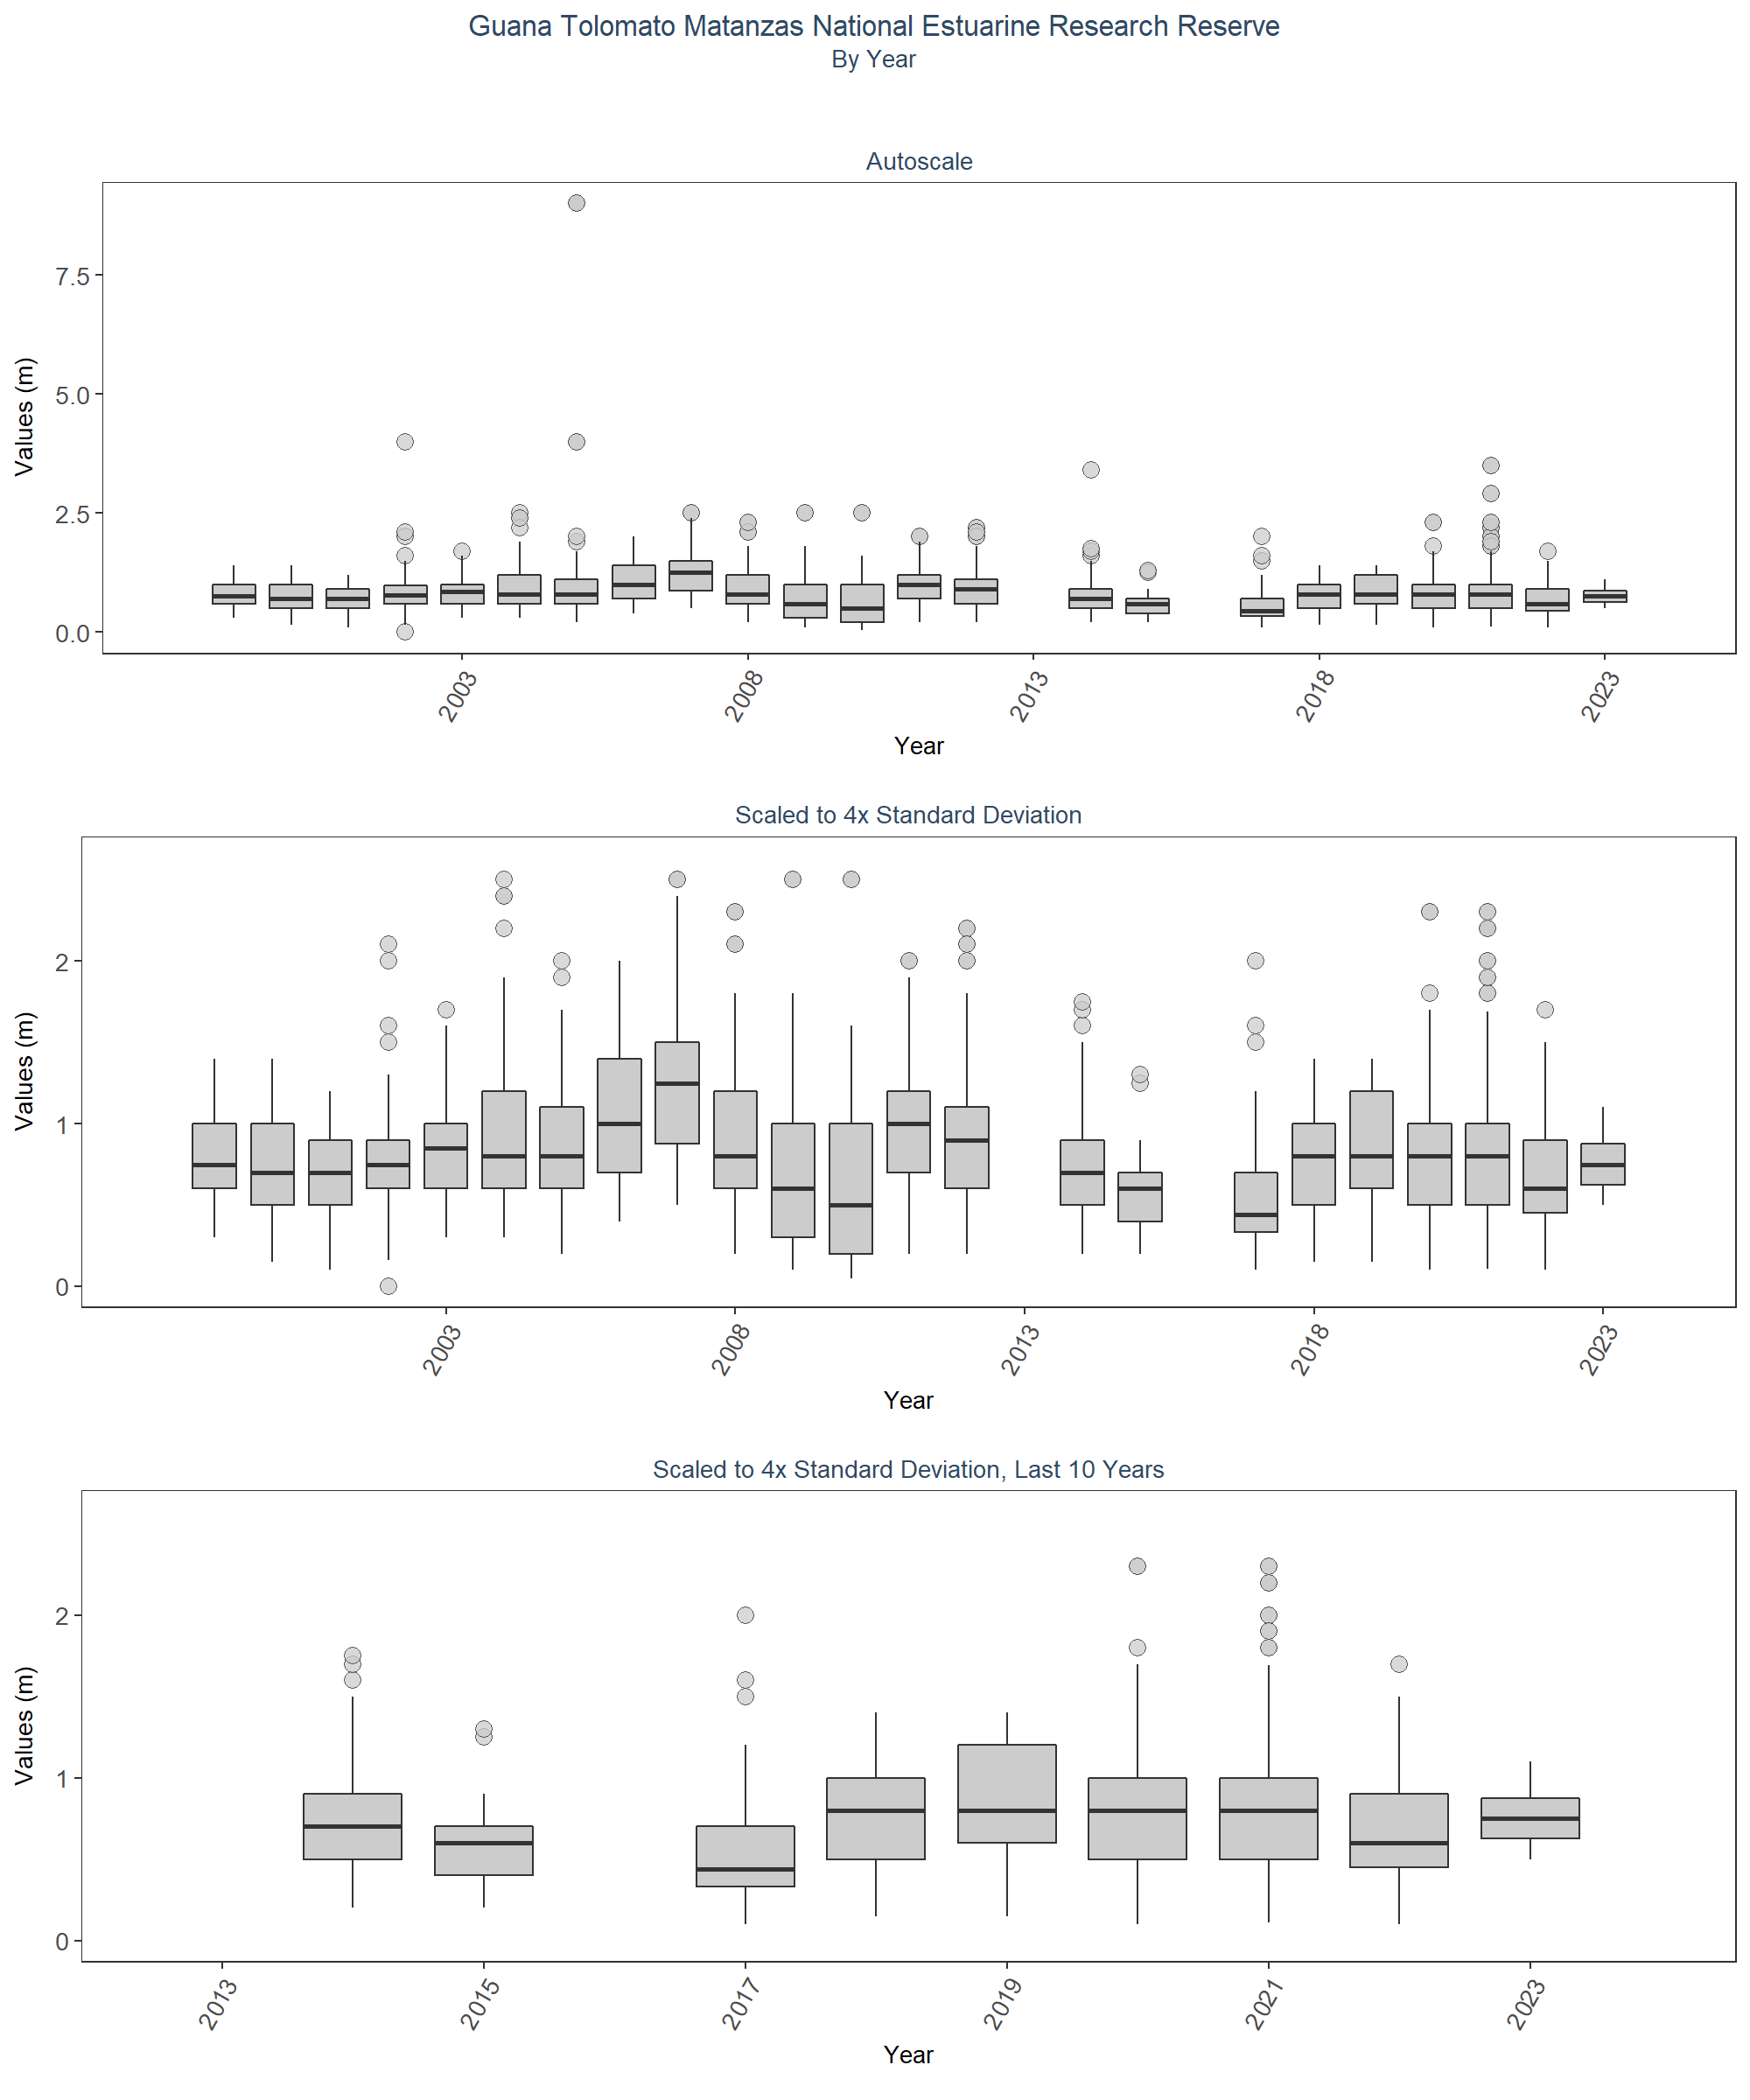 Guana Tolomato Matanzas National Estuarine Research Reserve
By Year
Autoscale
Values (m)
7.5
5.0
2.5
0.0
2003 2008 2013 2018 2023
Year
Scaled to 4x Standard Deviation
Values (m)
2
1
0
2003 2008 2013 2018 2023
Year
Scaled to 4x Standard Deviation, Last 10 Years
Values (m)
2
1
0
2013 2015 2017 2019 2021 2023
Year